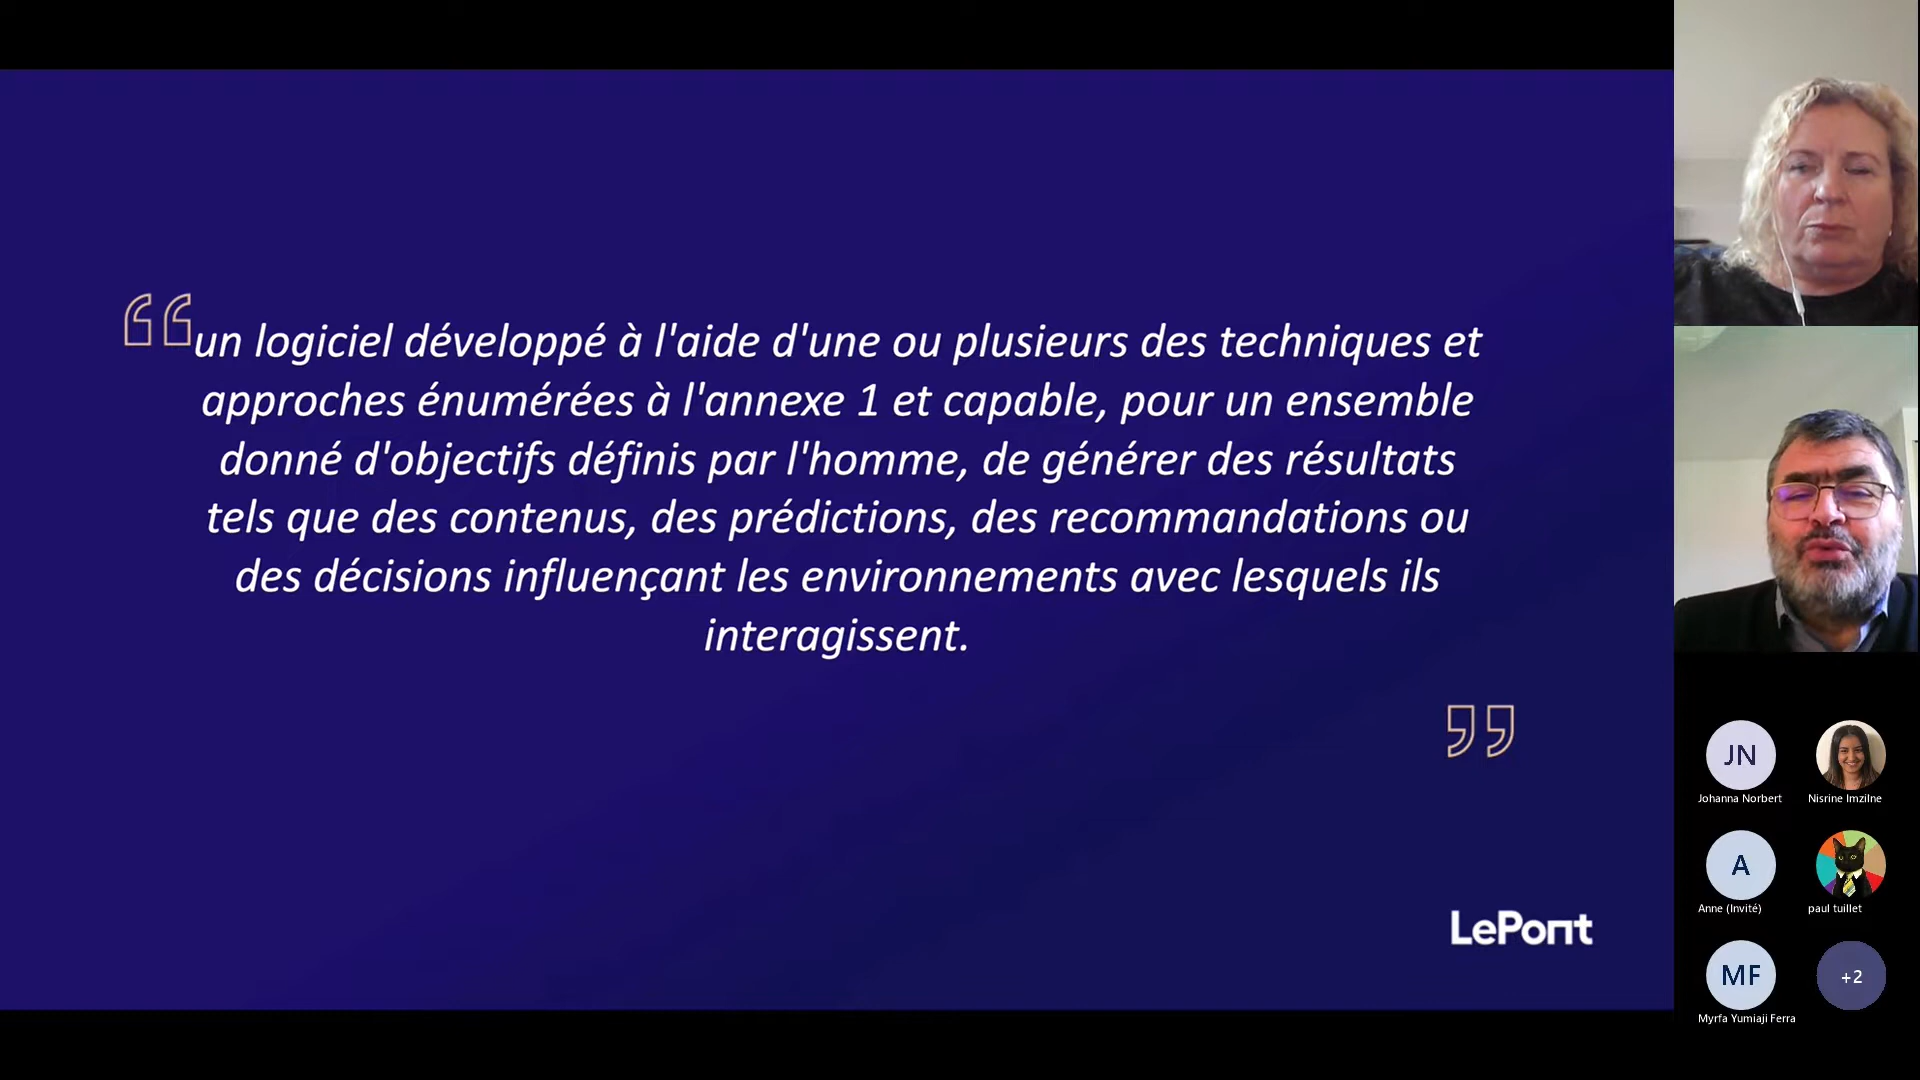 un logiciel développé à l'aide d'une ou plusieurs des techniques et
approches énumérées à l'annexe 1 et capable, pour un ensemble
donné d'objectifs définis par l'homme, de générer des résultats
tels que des contenus, des prédictions, des recommandations ou
des décisions influençant les environnements avec lesquels ils
interagissent.
LePont
JN
Johanna Norbert
Nisrine Imzilne
A
Anne (Invité)
paul tuillet
MF
Myrfa Yumiaji Ferra
+2